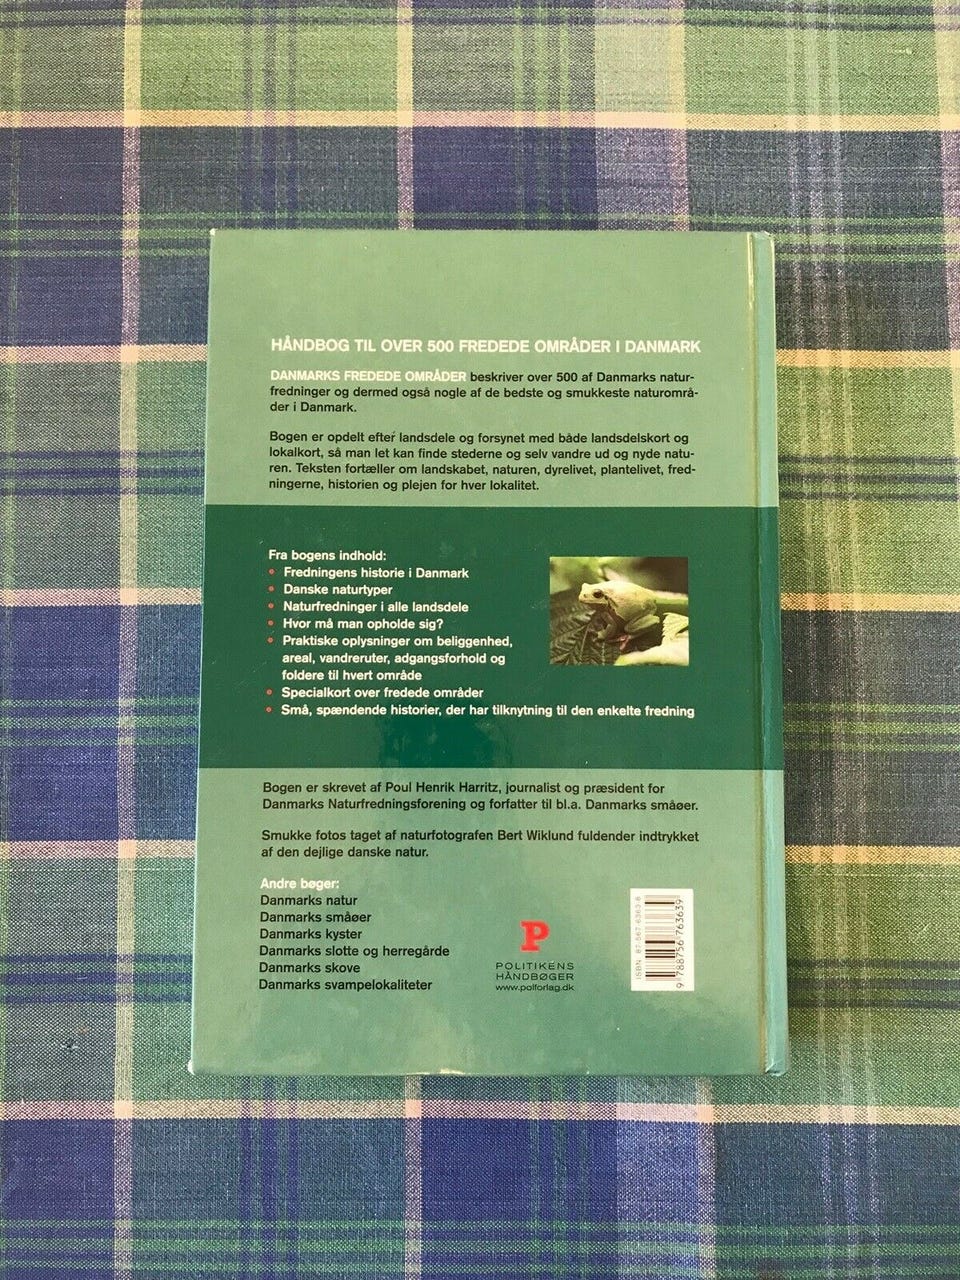 HÅNDBOG TIL OVER 500 FREDEDE OMRÅDER I DANMARK
DANMARKS FREDEDE OMRÅDER beskriver over 500 af Danmarks natur-
fredninger og dermed også nogle af de bedste og smukkeste naturområ-
der i Danmark.
Bogen er opdelt efter landsdele og forsynet med både landsdelskort og
lokalkort, så man let kan finde stederne og selv vandre ud og nyde natu-
ren. Teksten fortæller om landskabet, naturen, dyrelivet, plantelivet, fred-
ningerne, historien og plejen for hver lokalitet.
Fra bogens indhold:
• Fredningens historie i Danmark
• Danske naturtyper
• Naturfredninger i alle landsdele
• Hvor må man opholde sig?
• Praktiske oplysninger om beliggenhed,
areal, vandreruter, adgangsforhold og
foldere til hvert område
• Specialkort over fredede områder
• Små, spændende historier, der har tilknytning til den enkelte fredning
Bogen er skrevet af Poul Henrik Harritz, journalist og præsident for
Danmarks Naturfredningsforening og forfatter til bl.a. Danmarks småøer.
Smukke fotos taget af naturfotografen Bert Wiklund fuldender indtrykket
af den dejlige danske natur.
Andre bøger:
Danmarks natur
Danmarks småøer
Danmarks kyster
Danmarks slotte og herregårde
Danmarks skove
Danmarks svampelokaliteter
P
POLITIKENS
HÅNDBØGER
www.polforlag.dk
ISBN 87-567-6363-8
9 788756 763639